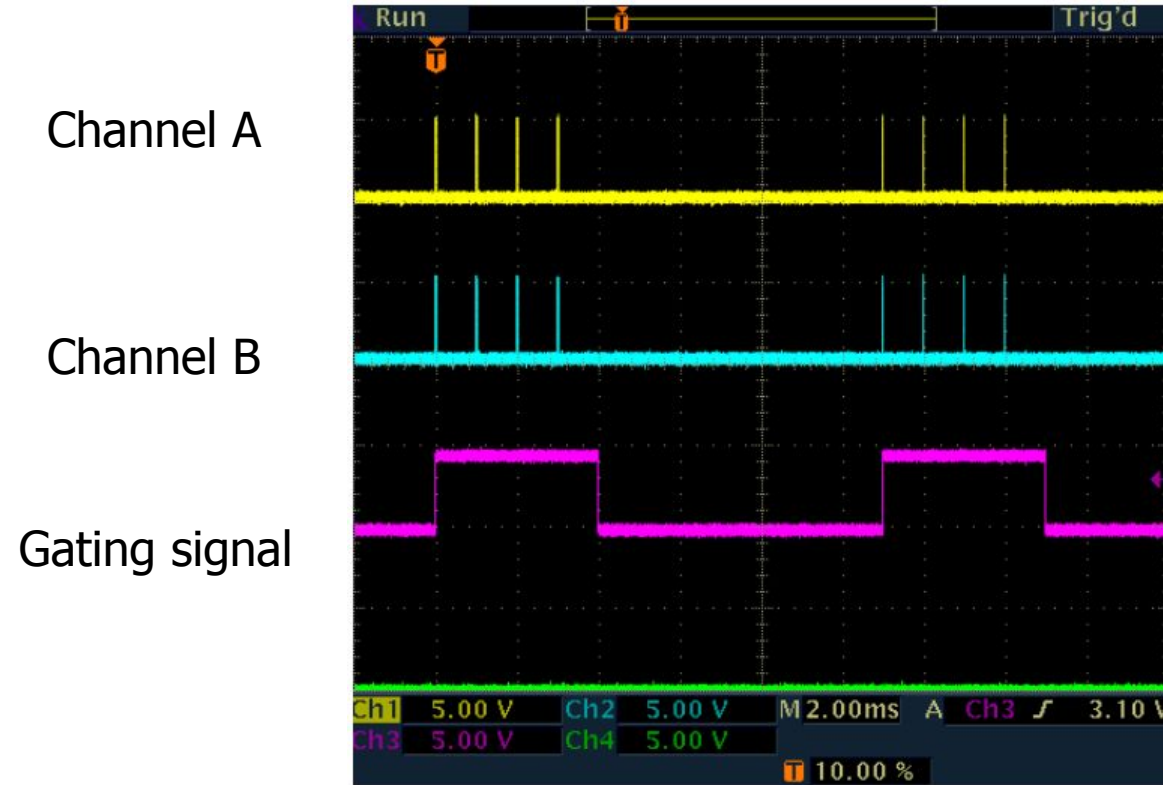 Run Trig'd
T
T
Channel A
Channel B
Gating signal
Ch1 5.00 V Ch2 5.00 V M 2.00ms A Ch3 3.10 V
Ch3 5.00 V Ch4 5.00 V
T 10.00 %